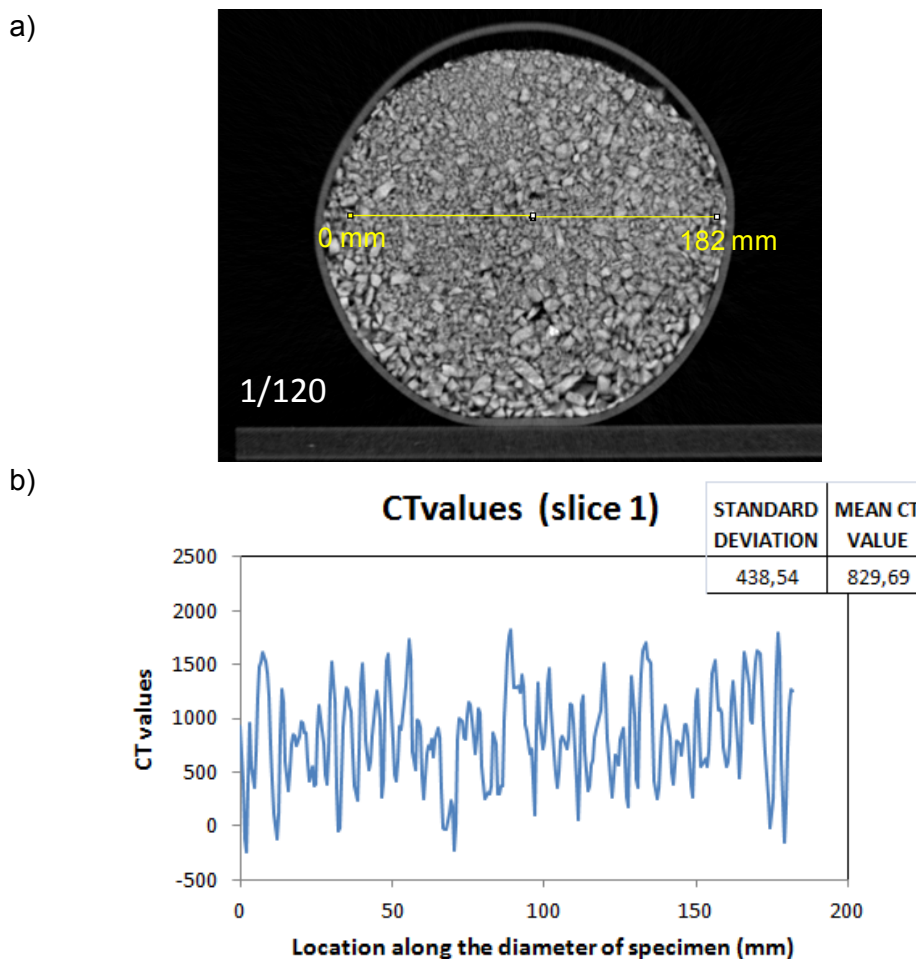 a)
0 mm
182 mm
1/120
b)
CTvalues (slice 1)
STANDARD DEVIATION
MEAN CT VALUE
438,54
829,69
2500
2000
1500
1000
500
0
-500
CT values
0
50
100
150
200
Location along the diameter of specimen (mm)